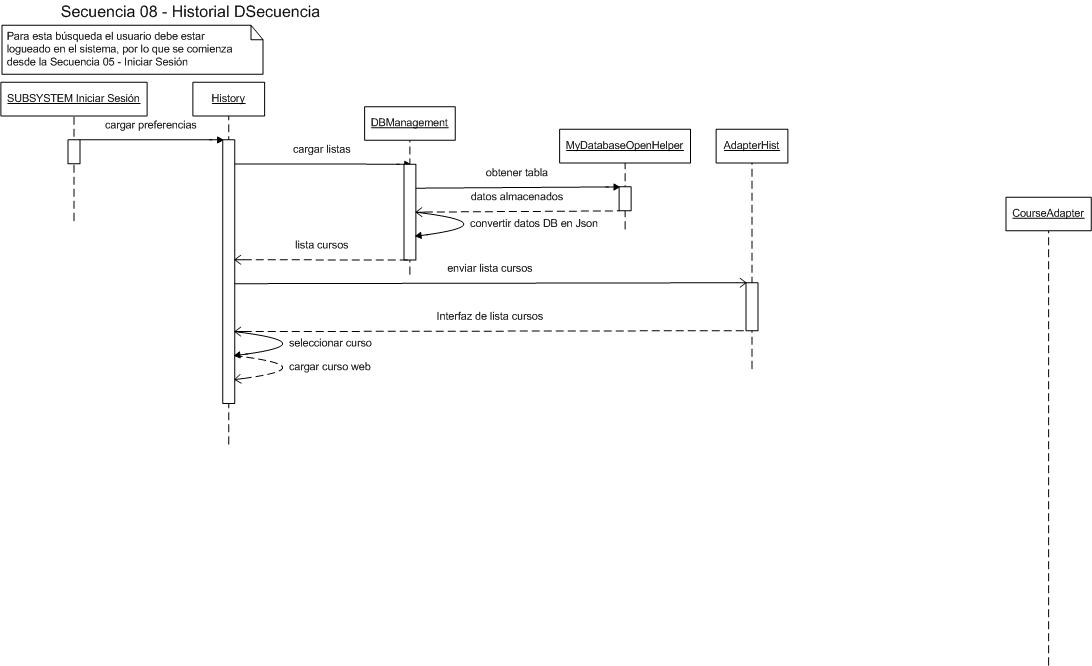 Secuencia 08 - Historial DSecuencia
Para esta búsqueda el usuario debe estar
logueado en el sistema, por lo que se comienza
desde la Secuencia 05 - Iniciar Sesión
SUBSYSTEM Iniciar Sesión
History
DBManagement
MyDatabaseOpenHelper
AdapterHist
CourseAdapter
cargar preferencias
cargar listas
obtener tabla
datos almacenados
convertir datos DB en Json
lista cursos
enviar lista cursos
Interfaz de lista cursos
seleccionar curso
cargar curso web